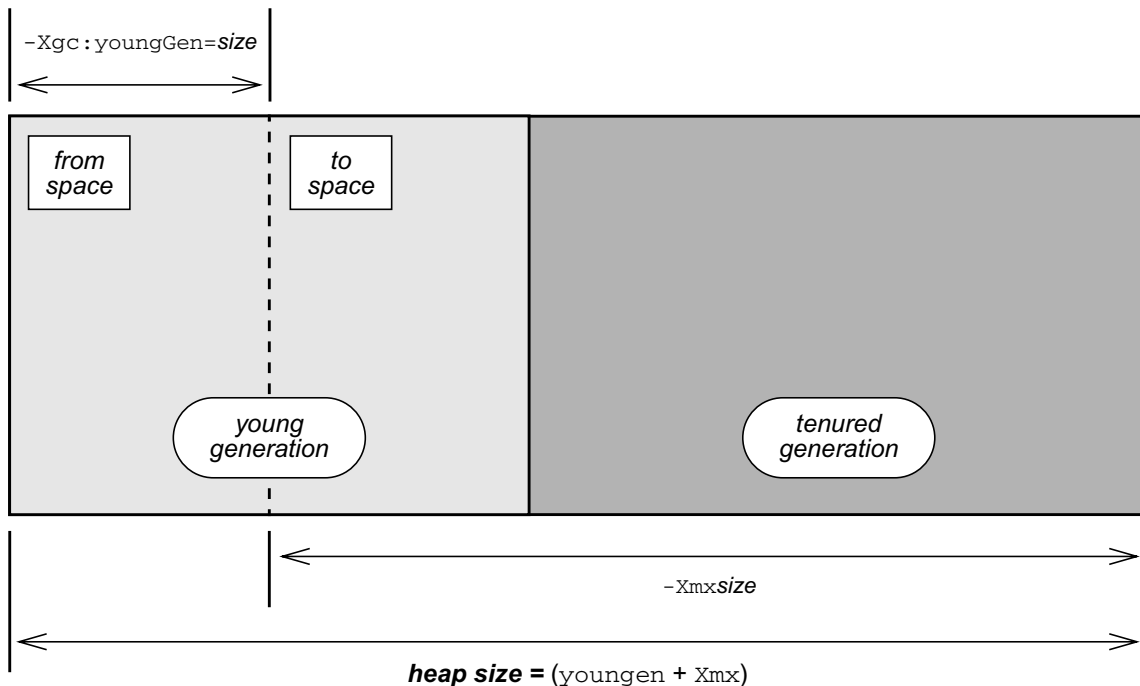 -Xgc:youngGen=size
from
space
to
space
young
generation
tenured
generation
-Xmxsize
heap size = (youngen + Xmx)